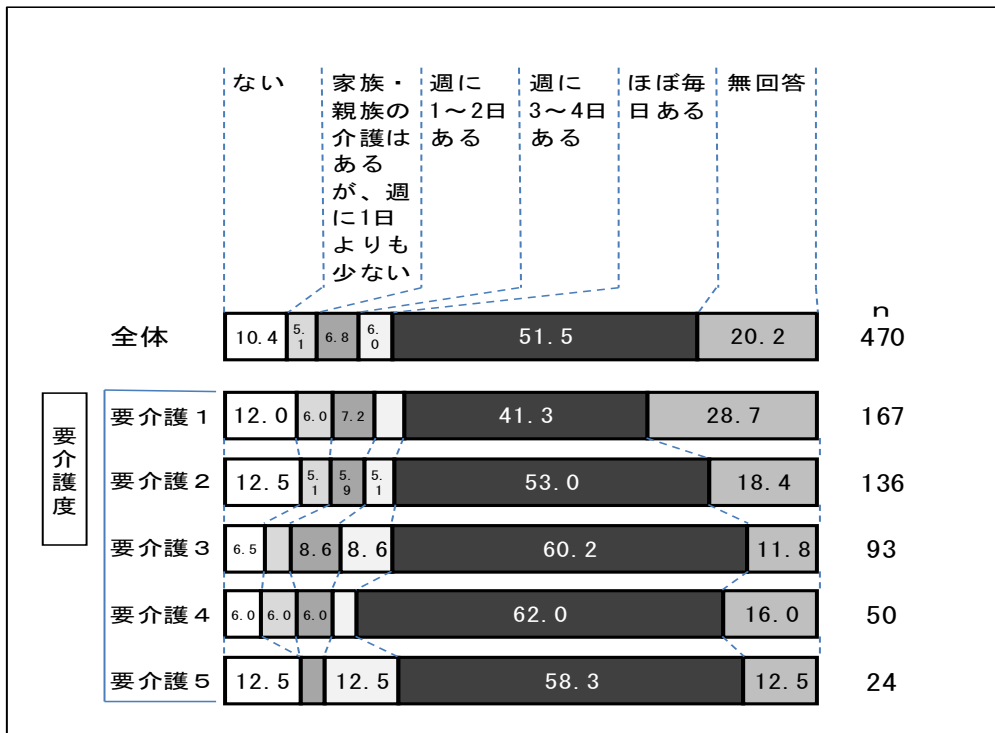 ない
家族・
親族の
介護は
ある
が、週
に1日
よりも
少ない
週に
1～2日
ある
週に
3～4日
ある
ほぼ毎
日ある
無回答
n
全体 10.4 5.1 6.8 6.0 51.5 20.2 470
要介護度
要介護1 12.0 6.0 7.2 41.3 28.7 167
要介護2 12.5 5.1 5.9 5.1 53.0 18.4 136
要介護3 6.5 8.6 8.6 60.2 11.8 93
要介護4 6.0 6.0 6.0 62.0 16.0 50
要介護5 12.5 12.5 58.3 12.5 24